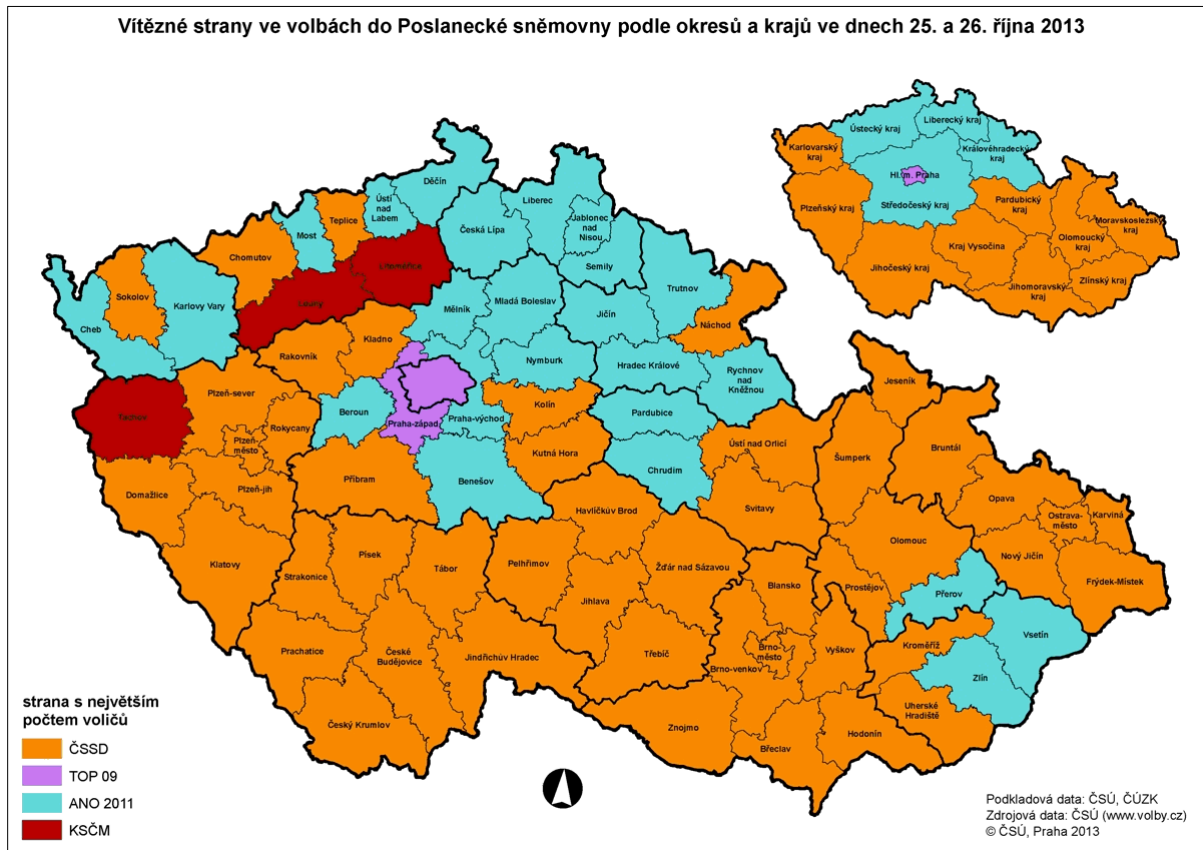 Vítězné strany ve volbách do Poslanecké sněmovny podle okresů a krajů ve dnech 25. a 26. října 2013
Ústecký kraj
Liberecký kraj
Karlovarský
kraj
Královéhradecký
kraj
Hl. m. Praha
Středočeský kraj
Plzeňský kraj
Pardubický
kraj
Moravskoslezský
kraj
Kraj Vysočina
Olomoucký
kraj
Jihočeský kraj
Jihomoravský
kraj
Zlínský
kraj
Děčín
Ústí
nad
Labem
Teplice
Most
Chomutov
Liberec
Jablonec
nad
Nisou
Česká Lípa
Semily
Litoměřice
Louny
Sokolov
Karlovy Vary
Cheb
Trutnov
Mladá Boleslav
Mělník
Jičín
Náchod
Kladno
Rakovník
Nymburk
Hradec Králové
Rychnov
nad
Kněžnou
Jeseník
Tachov
Plzeň-sever
Beroun
Praha-západ
Praha-východ
Kolín
Pardubice
Rokycany
Plzeň-
město
Kutná Hora
Ústí nad Orlicí
Šumperk
Bruntál
Chrudim
Domažlice
Plzeň-jih
Příbram
Benešov
Havlíčkův Brod
Svitavy
Opava
Ostrava-
město
Karviná
Klatovy
Strakonice
Písek
Tábor
Pelhřimov
Žďár nad Sázavou
Olomouc
Nový Jičín
Frýdek-Místek
Jihlava
Blansko
Prostějov
Přerov
Vsetín
Prachatice
České
Budějovice
Jindřichův Hradec
Třebíč
Brno-
město
Brno-venkov
Vyškov
Kroměříž
Zlín
Český Krumlov
Znojmo
Břeclav
Hodonín
Uherské
Hradiště
strana s největším
počtem voličů
ČSSD
TOP 09
ANO 2011
KSČM
Podkladová data: ČSÚ, ČÚZK
Zdrojová data: ČSÚ (www.volby.cz)
© ČSÚ, Praha 2013